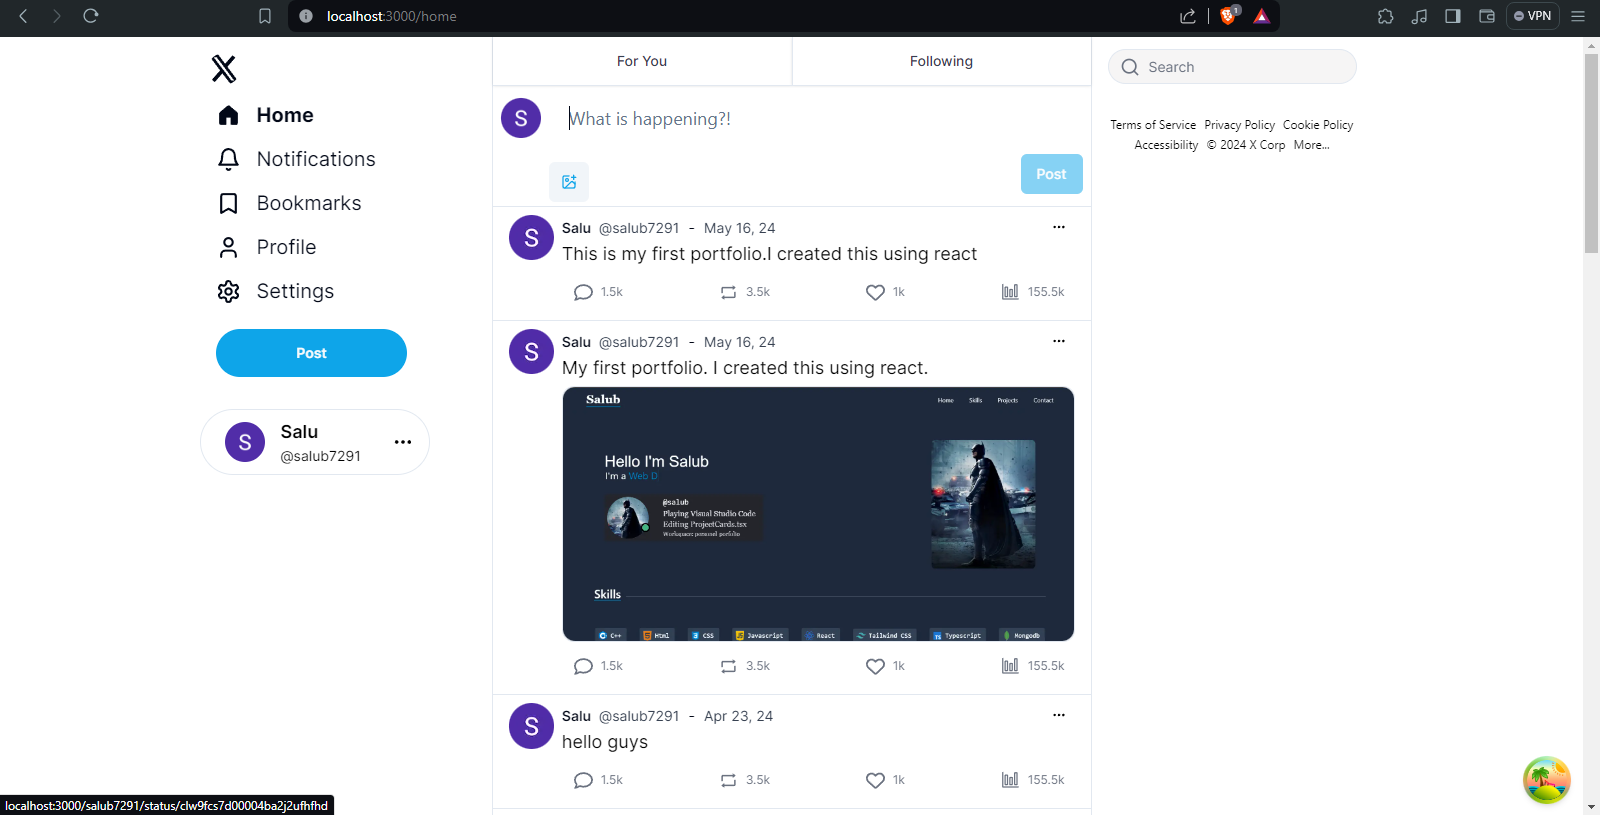 localhost:3000/home
1
VPN
For You
Following
Search
Home
Notifications
Bookmarks
Profile
Settings
Post
Salu
@salub7291
S
S
What is happening?!
Post
Terms of Service Privacy Policy Cookie Policy
Accessibility © 2024 X Corp More...
S
Salu @salub7291 - May 16, 24
This is my first portfolio.I created this using react
1.5k 3.5k 1k 155.5k
S
Salu @salub7291 - May 16, 24
My first portfolio. I created this using react.
Salub
Home Skills Projects Contact
Hello I'm Salub
I'm a Web D
@salub
Playing Visual Studio Code
Editing ProjectCards.tsx
Workspace: personal portfolio
Skills
C++ Html CSS Javascript React Tailwind CSS Typescript Mongodb
1.5k 3.5k 1k 155.5k
S
Salu @salub7291 - Apr 23, 24
hello guys
1.5k 3.5k 1k 155.5k
localhost:3000/salub7291/status/clw9fcs7d00004ba2j2ufhfhd